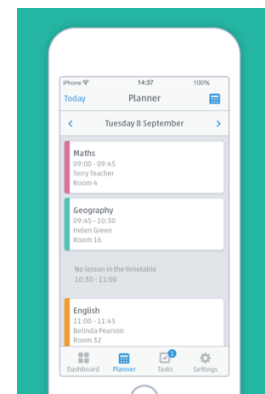 iPhone 14:37 100%
Today Planner
Tuesday 8 September
Maths
09:00 - 09:45
Terry Teacher
Room 4
Geography
09:45 - 10:30
Helen Green
Room 16
No lesson in the timetable
10:30 - 11:00
English
11:00 - 11:45
Belinda Pearson
Room 52
1
Dashboard Planner Tasks Settings